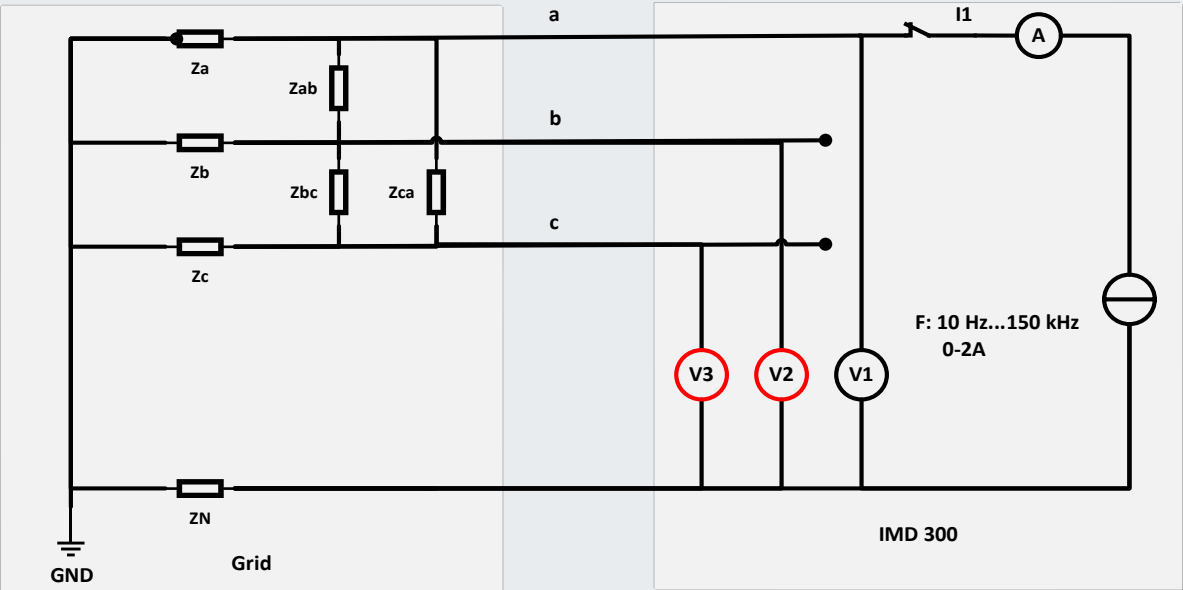 a
I1
A
Za
Zab
b
Zb
Zbc
Zca
c
Zc
F: 10 Hz...150 kHz
0-2A
V3
V2
V1
ZN
IMD 300
Grid
GND